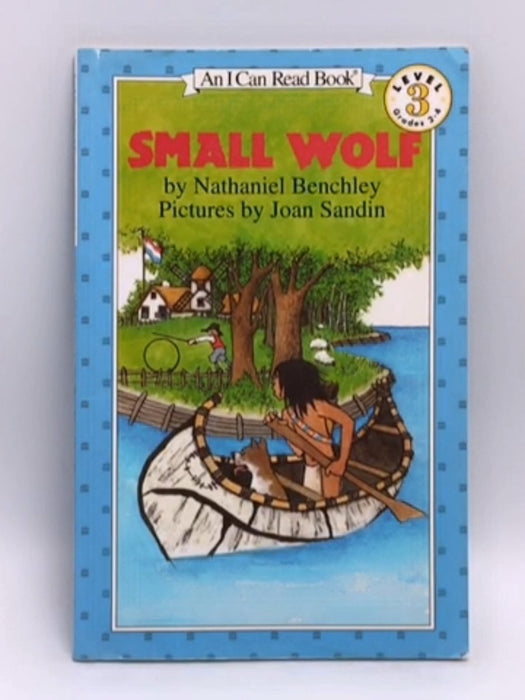 An I Can Read Book®
LEVEL
3
Grades 2-4
SMALL WOLF
by Nathaniel Benchley
Pictures by Joan Sandin